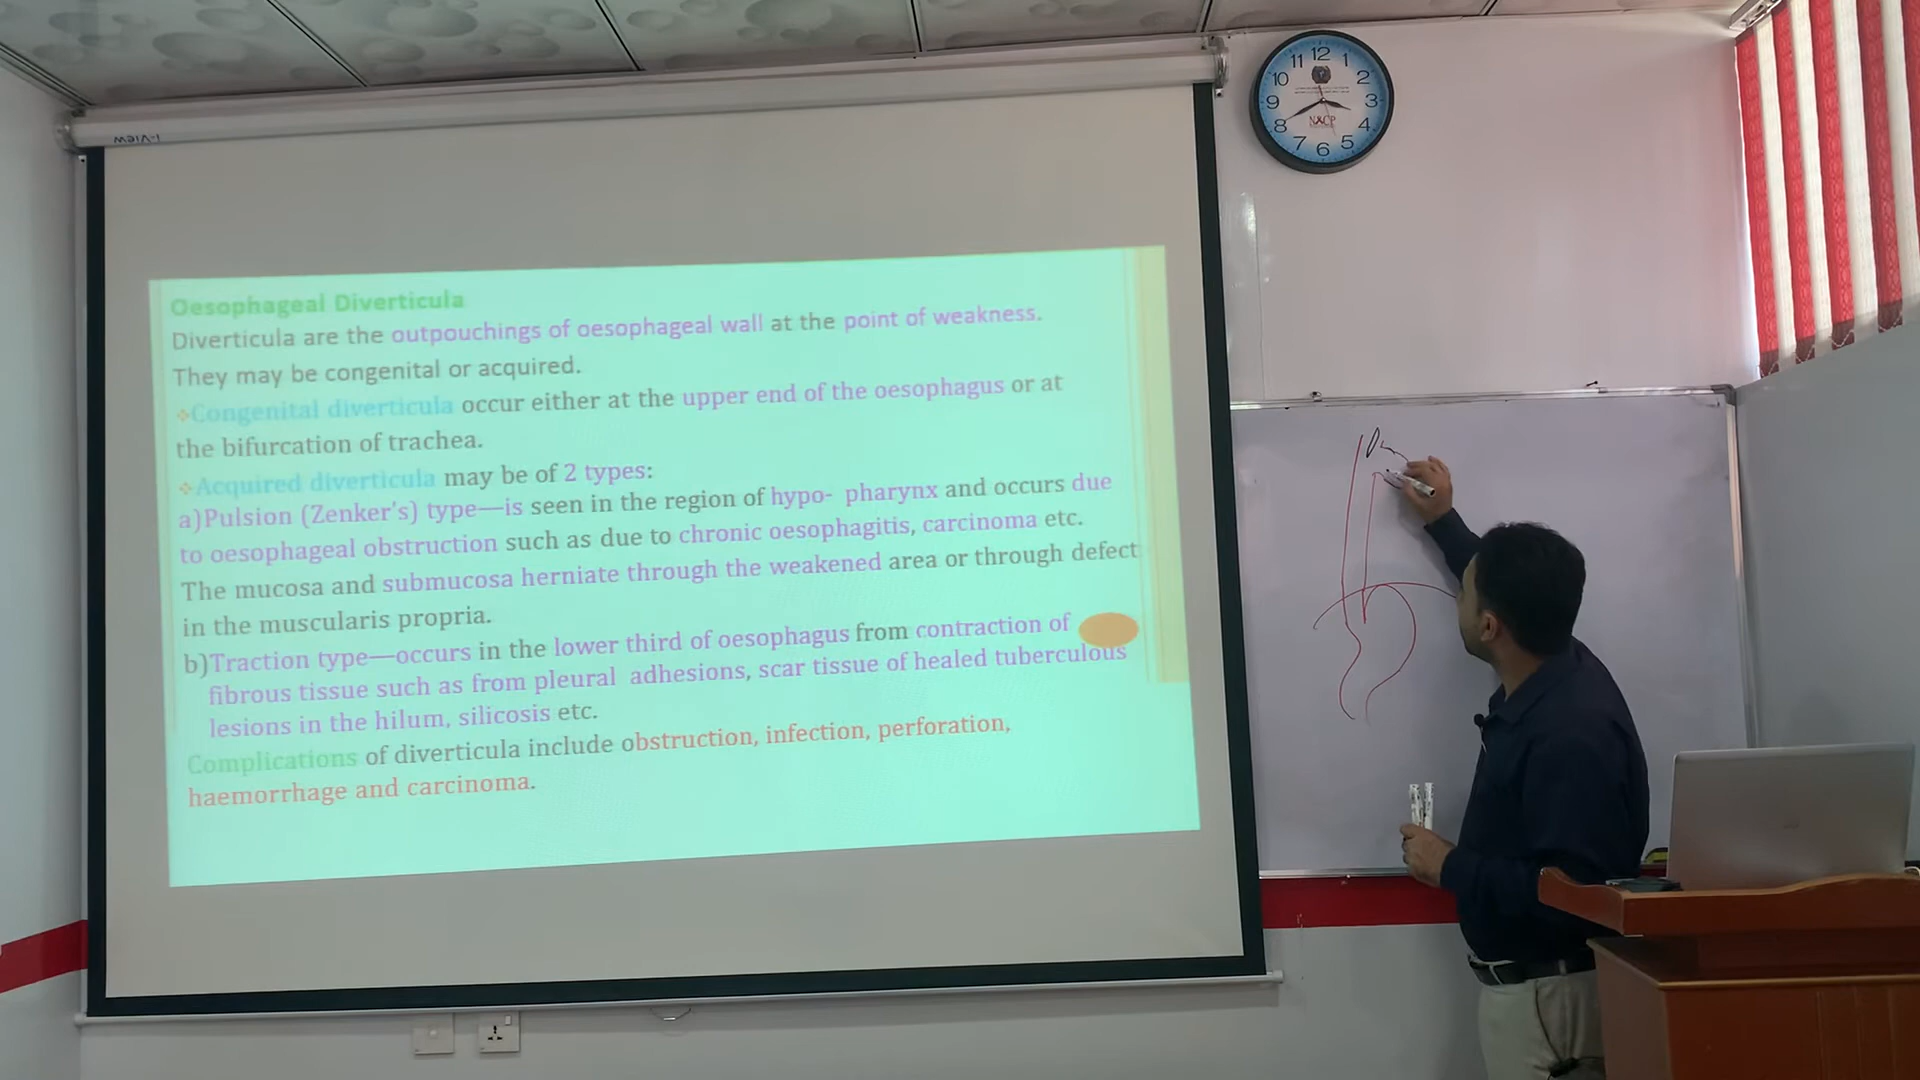 I-VIEW
Oesophageal Diverticula
Diverticula are the outpouchings of oesophageal wall at the point of weakness.
They may be congenital or acquired.
❖Congenital diverticula occur either at the upper end of the oesophagus or at
the bifurcation of trachea.
❖Acquired diverticula may be of 2 types:
a)Pulsion (Zenker's) type—is seen in the region of hypo- pharynx and occurs due
to oesophageal obstruction such as due to chronic oesophagitis, carcinoma etc.
The mucosa and submucosa herniate through the weakened area or through defect
in the muscularis propria.
b)Traction type—occurs in the lower third of oesophagus from contraction of
fibrous tissue such as from pleural adhesions, scar tissue of healed tuberculous
lesions in the hilum, silicosis etc.
Complications of diverticula include obstruction, infection, perforation,
haemorrhage and carcinoma.
12
1
2
3
4
5
6
7
8
9
10
11
N&CP